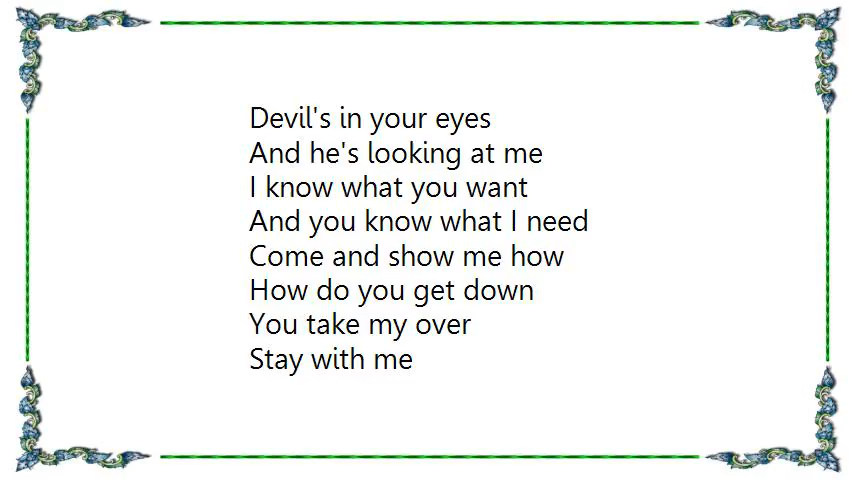 Devil's in your eyes
And he's looking at me
I know what you want
And you know what I need
Come and show me how
How do you get down
You take my over
Stay with me